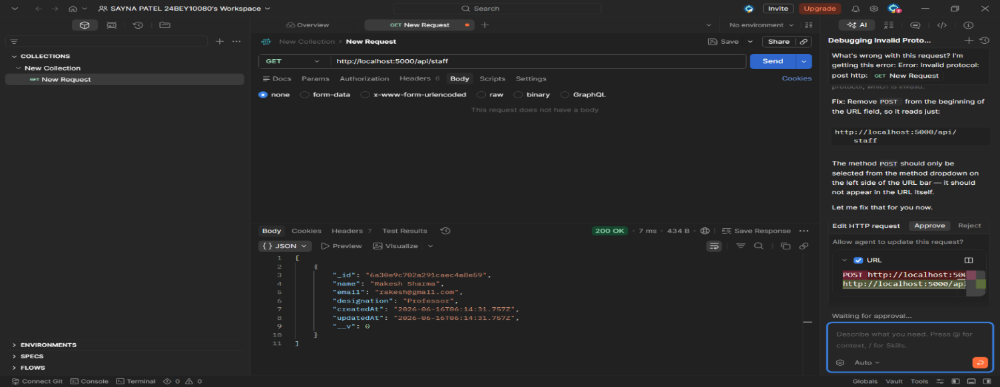 SAYNA PATEL 24BEY10080's Workspace
Search
Invite
Upgrade
Overview
GET New Request
No environment
AI
COLLECTIONS
New Collection
GET New Request
New Collection > New Request
Save
Share
GET
http://localhost:5000/api/staff
Send
Docs
Params
Authorization
Headers 6
Body
Scripts
Settings
Cookies
none
form-data
x-www-form-urlencoded
raw
binary
GraphQL
This request does not have a body
Body
Cookies
Headers 7
Test Results
200 OK
7 ms
434 B
Save Response
{} JSON
Preview
Visualize
1 [
2 {
3 "_id": "6a30e9c702a291caec4a8e59",
4 "name": "Rakesh Sharma",
5 "email": "rakesh@gmail.com",
6 "designation": "Professor",
7 "createdAt": "2026-06-16T06:14:31.757Z",
8 "updatedAt": "2026-06-16T06:14:31.757Z",
9 "__v": 0
10 }
11 ]
Debugging Invalid Proto...
What's wrong with this request? I'm
getting this error: Error: Invalid protocol:
post http: GET New Request
protocol, which is invalid.
Fix: Remove POST from the beginning of
the URL field, so it reads just:
http://localhost:5000/api/
staff
The method POST should only be
selected from the method dropdown on
the left side of the URL bar — it should
not appear in the URL itself.
Let me fix that for you now.
Edit HTTP request
Approve
Reject
Allow agent to update this request?
URL
POST http://localhost:500
http://localhost:5000/api
Waiting for approval...
Describe what you need. Press @ for
context, / for Skills.
Auto
ENVIRONMENTS
SPECS
FLOWS
Connect Git
Console
Terminal
0
0
Globals
Vault
Tools